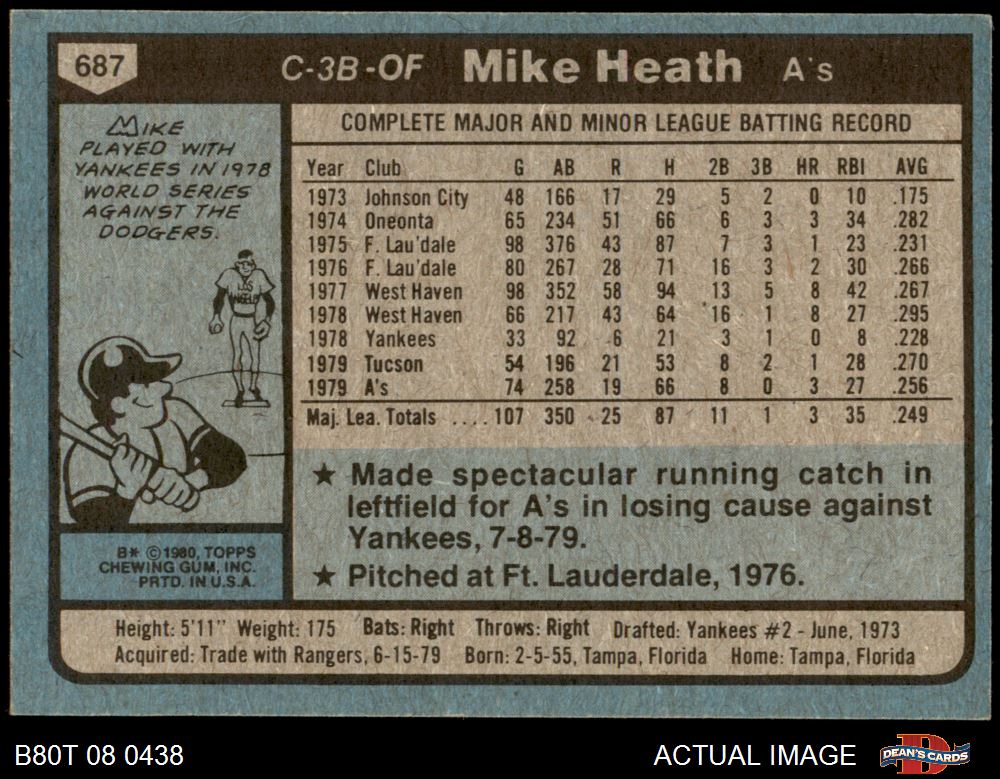 687 C-3B-OF Mike Heath A's
MIKE
PLAYED WITH
YANKEES IN 1978
WORLD SERIES
AGAINST THE
DODGERS.
LOS
ANGELES
B* ©1980, TOPPS
CHEWING GUM, INC.
PRTD. IN U.S.A.
COMPLETE MAJOR AND MINOR LEAGUE BATTING RECORD
Year Club G AB R H 2B 3B HR RBI AVG
1973 Johnson City 48 166 17 29 5 2 0 10 .175
1974 Oneonta 65 234 51 66 6 3 3 34 .282
1975 F. Lau'dale 98 376 43 87 7 3 1 23 .231
1976 F. Lau'dale 80 267 28 71 16 3 2 30 .266
1977 West Haven 98 352 58 94 13 5 8 42 .267
1978 West Haven 66 217 43 64 16 1 8 27 .295
1978 Yankees 33 92 6 21 3 1 0 8 .228
1979 Tucson 54 196 21 53 8 2 1 28 .270
1979 A's 74 258 19 66 8 0 3 27 .256
Maj. Lea. Totals .... 107 350 25 87 11 1 3 35 .249
★ Made spectacular running catch in
leftfield for A's in losing cause against
Yankees, 7-8-79.
★ Pitched at Ft. Lauderdale, 1976.
Height: 5'11" Weight: 175 Bats: Right Throws: Right Drafted: Yankees #2 - June, 1973
Acquired: Trade with Rangers, 6-15-79 Born: 2-5-55, Tampa, Florida Home: Tampa, Florida
B80T 08 0438 ACTUAL IMAGE DEAN'S CARDS